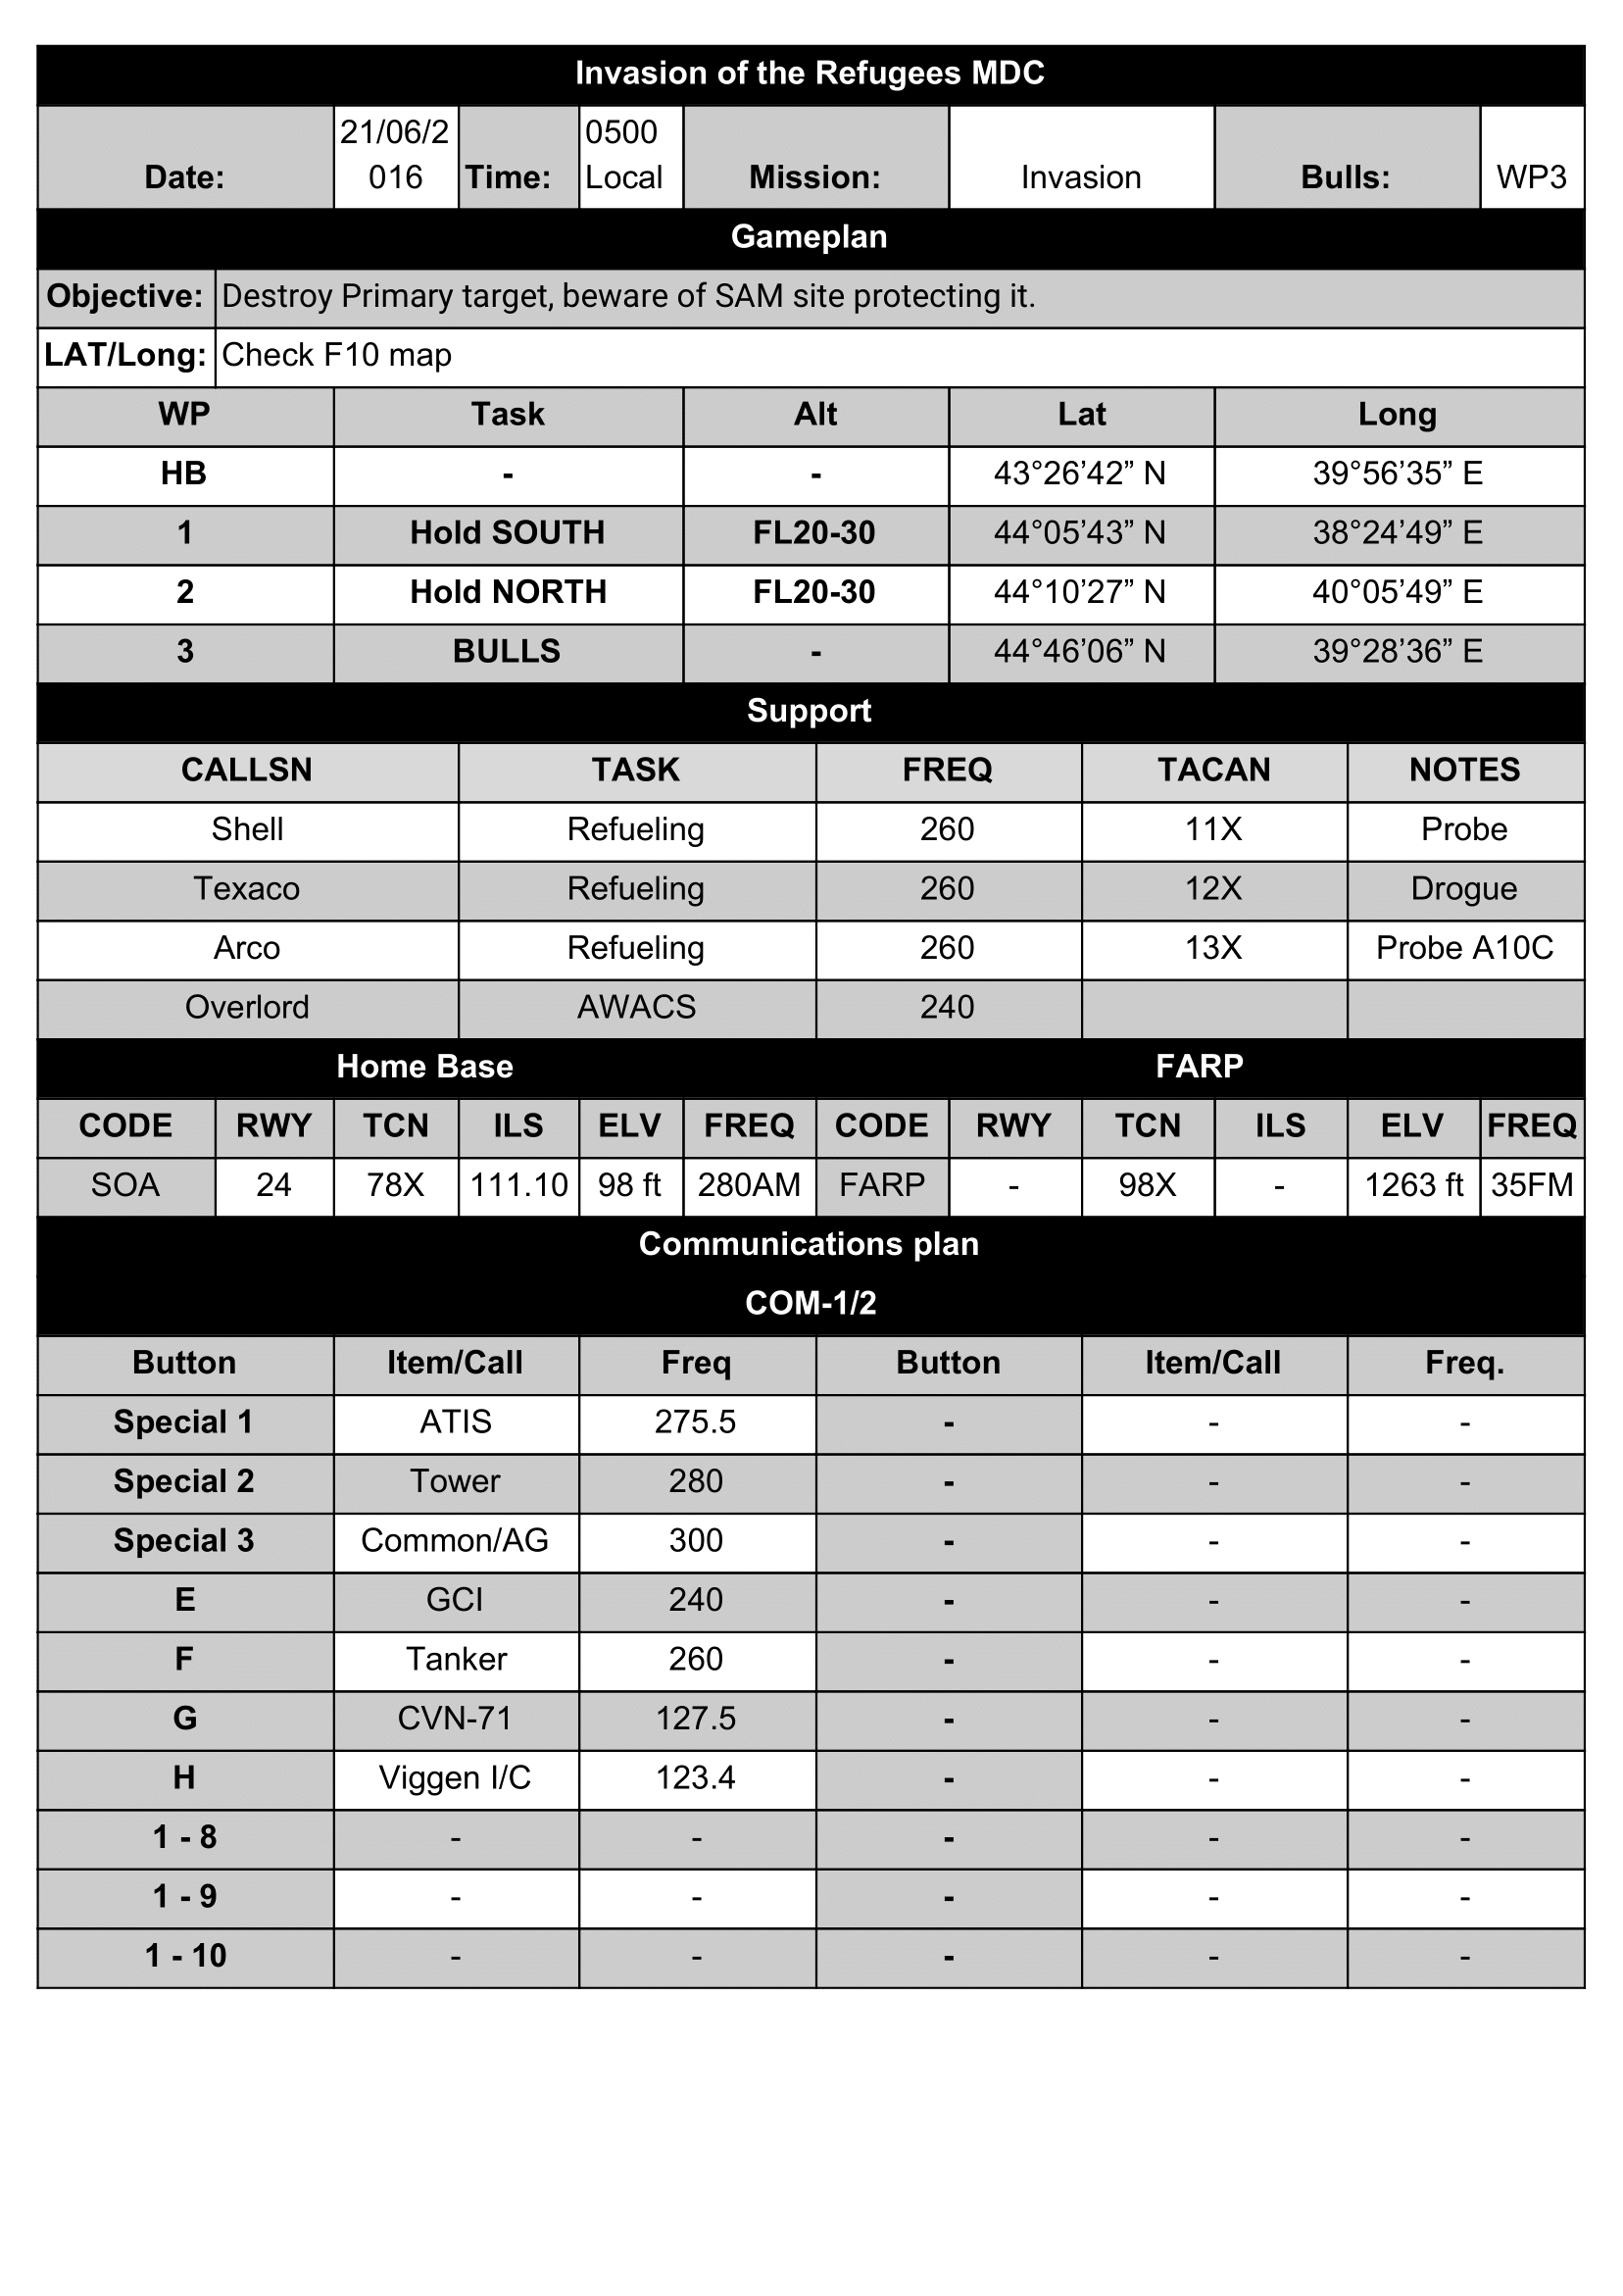 Invasion of the Refugees MDC
Date: 21/06/2016 Time: 0500 Local Mission: Invasion Bulls: WP3
Gameplan
Objective: Destroy Primary target, beware of SAM site protecting it.
LAT/Long: Check F10 map
WP Task Alt Lat Long
HB - - 43°26’42” N 39°56’35” E
1 Hold SOUTH FL20-30 44°05’43” N 38°24’49” E
2 Hold NORTH FL20-30 44°10’27” N 40°05’49” E
3 BULLS - 44°46’06” N 39°28’36” E
Support
CALLSN TASK FREQ TACAN NOTES
Shell Refueling 260 11X Probe
Texaco Refueling 260 12X Drogue
Arco Refueling 260 13X Probe A10C
Overlord AWACS 240
Home Base FARP
CODE RWY TCN ILS ELV FREQ CODE RWY TCN ILS ELV FREQ
SOA 24 78X 111.10 98 ft 280AM FARP - 98X - 1263 ft 35FM
Communications plan
COM-1/2
Button Item/Call Freq Button Item/Call Freq.
Special 1 ATIS 275.5 - - -
Special 2 Tower 280 - - -
Special 3 Common/AG 300 - - -
E GCI 240 - - -
F Tanker 260 - - -
G CVN-71 127.5 - - -
H Viggen I/C 123.4 - - -
1 - 8 - - - - -
1 - 9 - - - - -
1 - 10 - - - - -